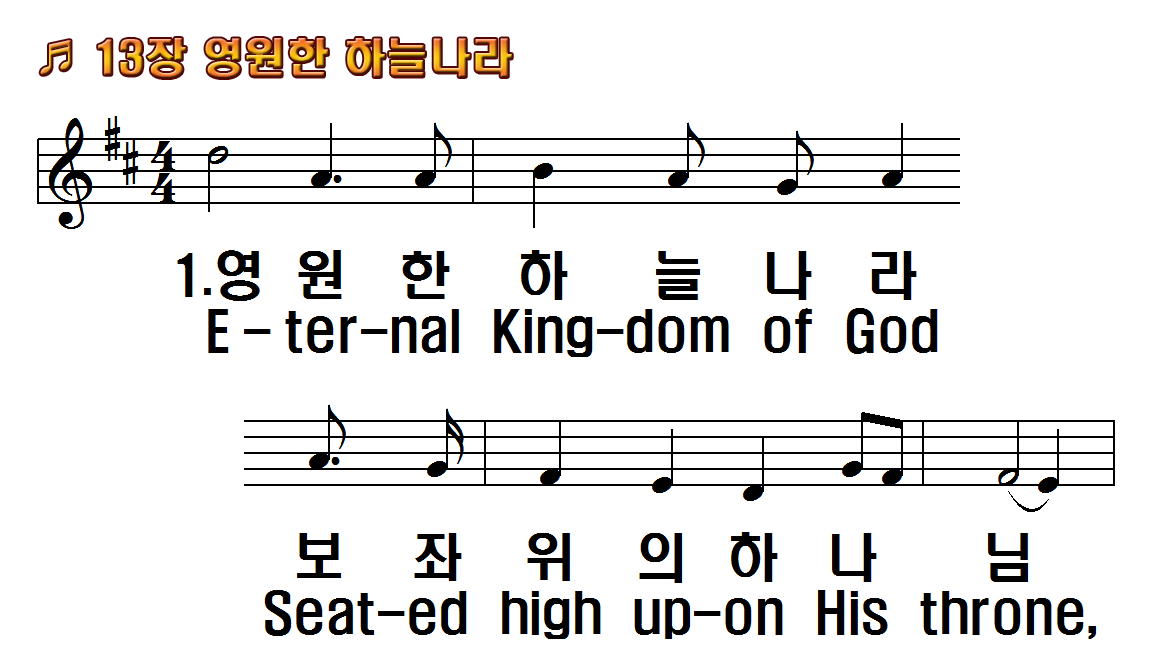 ♬ 13장 영원한 하늘나라
4
4
1.영 원 한 하 늘 나 라
E-ter-nal King-dom of God
보 좌 위 의 하 나 님
Seat-ed high up-on His throne,